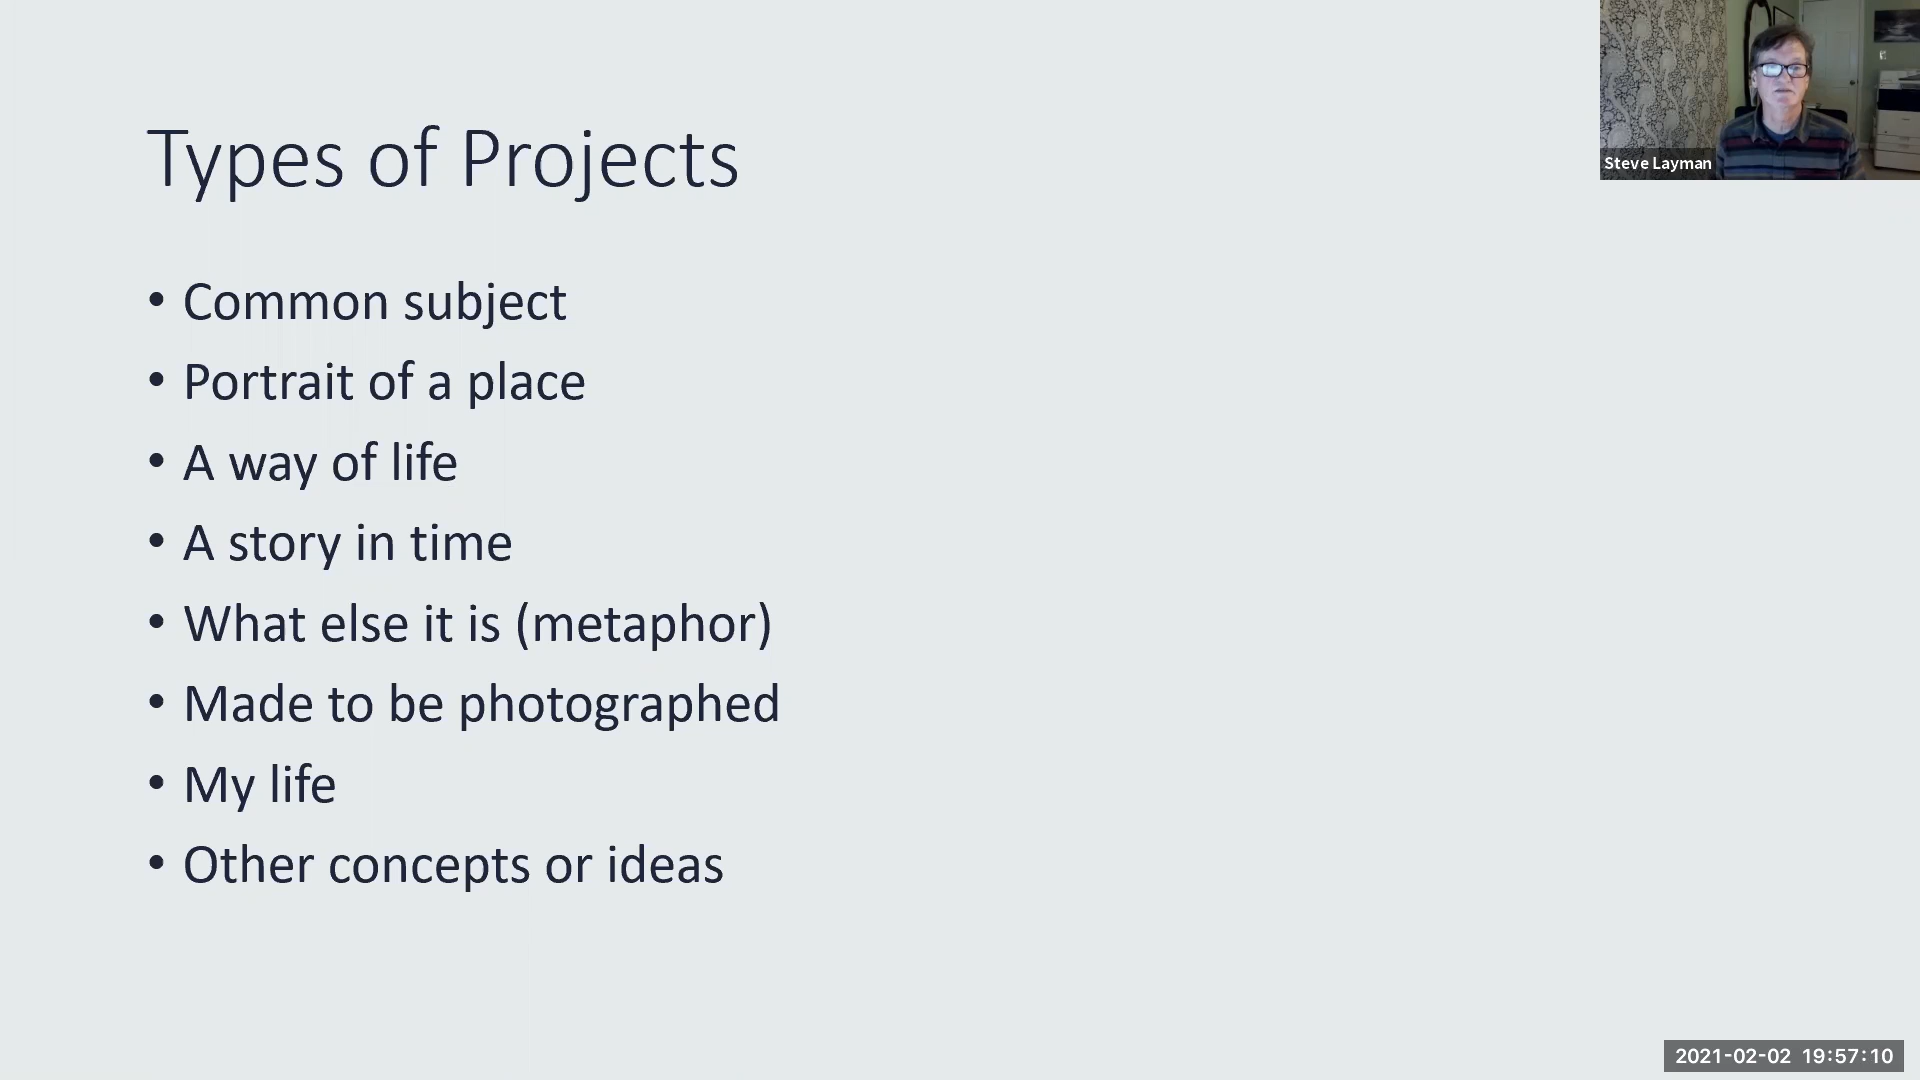 Types of Projects
• Common subject
• Portrait of a place
• A way of life
• A story in time
• What else it is (metaphor)
• Made to be photographed
• My life
• Other concepts or ideas
Steve Layman
2021-02-02 19:57:10